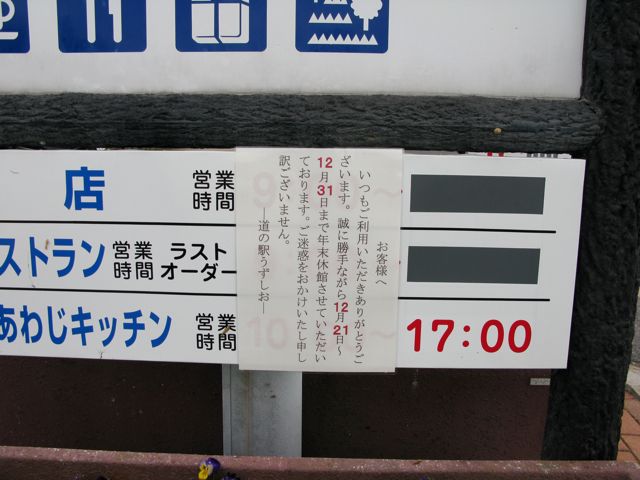 店 営業時間 9 〜
ストラン 営業時間 ラストオーダー
あわじキッチン 営業時間 10 17:00
お客様へ
いつもご利用いただきありがとうご
ざいます。誠に勝手ながら12月21日〜
12月31日まで年末休館させていただい
ております。ご迷惑をおかけいたし申し
訳ございません。
―道の駅うずしお―